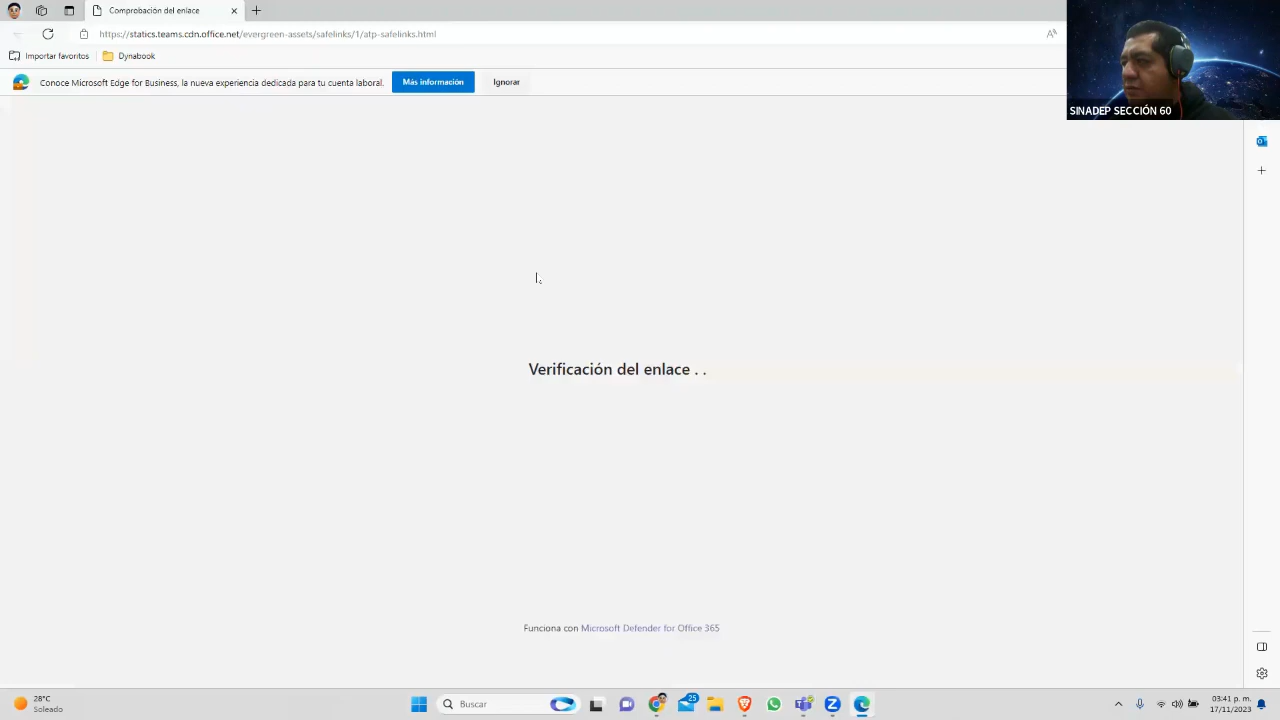 Comprobación del enlace
https://statics.teams.cdn.office.net/evergreen-assets/safelinks/1/atp-safelinks.html
Importar favoritos
Dynabook
Conoce Microsoft Edge for Business, la nueva experiencia dedicada para tu cuenta laboral.
Más información
Ignorar
SINADEP SECCIÓN 60
Verificación del enlace . .
Funciona con Microsoft Defender for Office 365
28°C
Soleado
Buscar
25
03:41 p. m.
17/11/2023